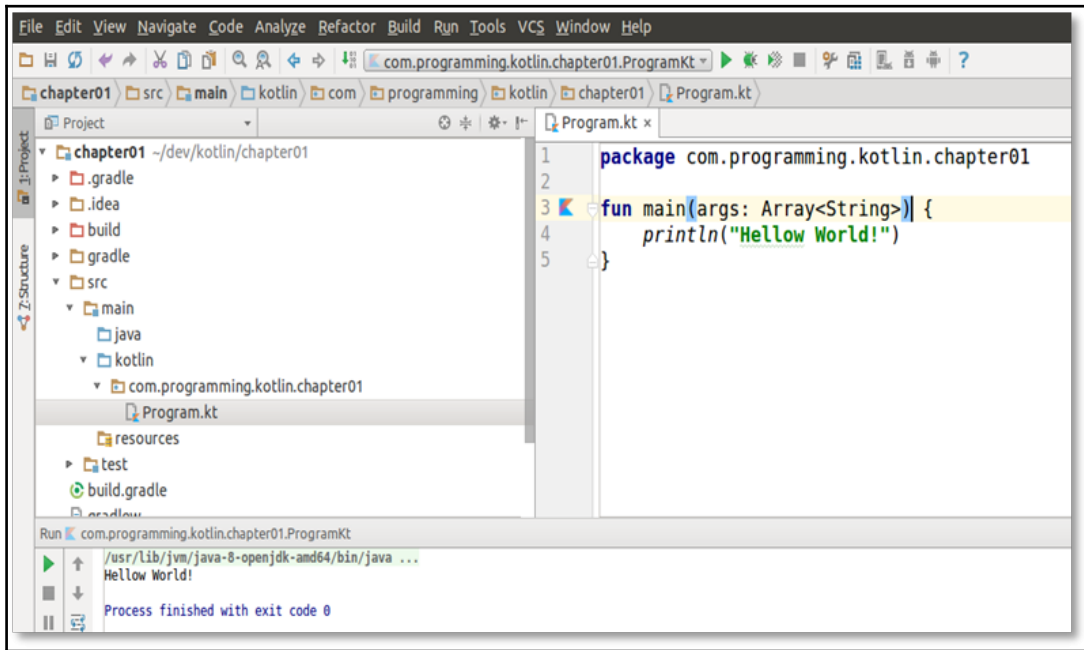 File Edit View Navigate Code Analyze Refactor Build Run Tools VCS Window Help
com.programming.kotlin.chapter01.ProgramKt
chapter01 src main kotlin com programming kotlin chapter01 Program.kt
Project
Program.kt ×
1: Project
7: Structure
chapter01 ~/dev/kotlin/chapter01
.gradle
.idea
build
gradle
src
main
java
kotlin
com.programming.kotlin.chapter01
Program.kt
resources
test
build.gradle
gradlew
1 package com.programming.kotlin.chapter01
2
3 fun main(args: Array<String>) {
4 println("Hellow World!")
5 }
Run com.programming.kotlin.chapter01.ProgramKt
/usr/lib/jvm/java-8-openjdk-amd64/bin/java ...
Hellow World!
Process finished with exit code 0